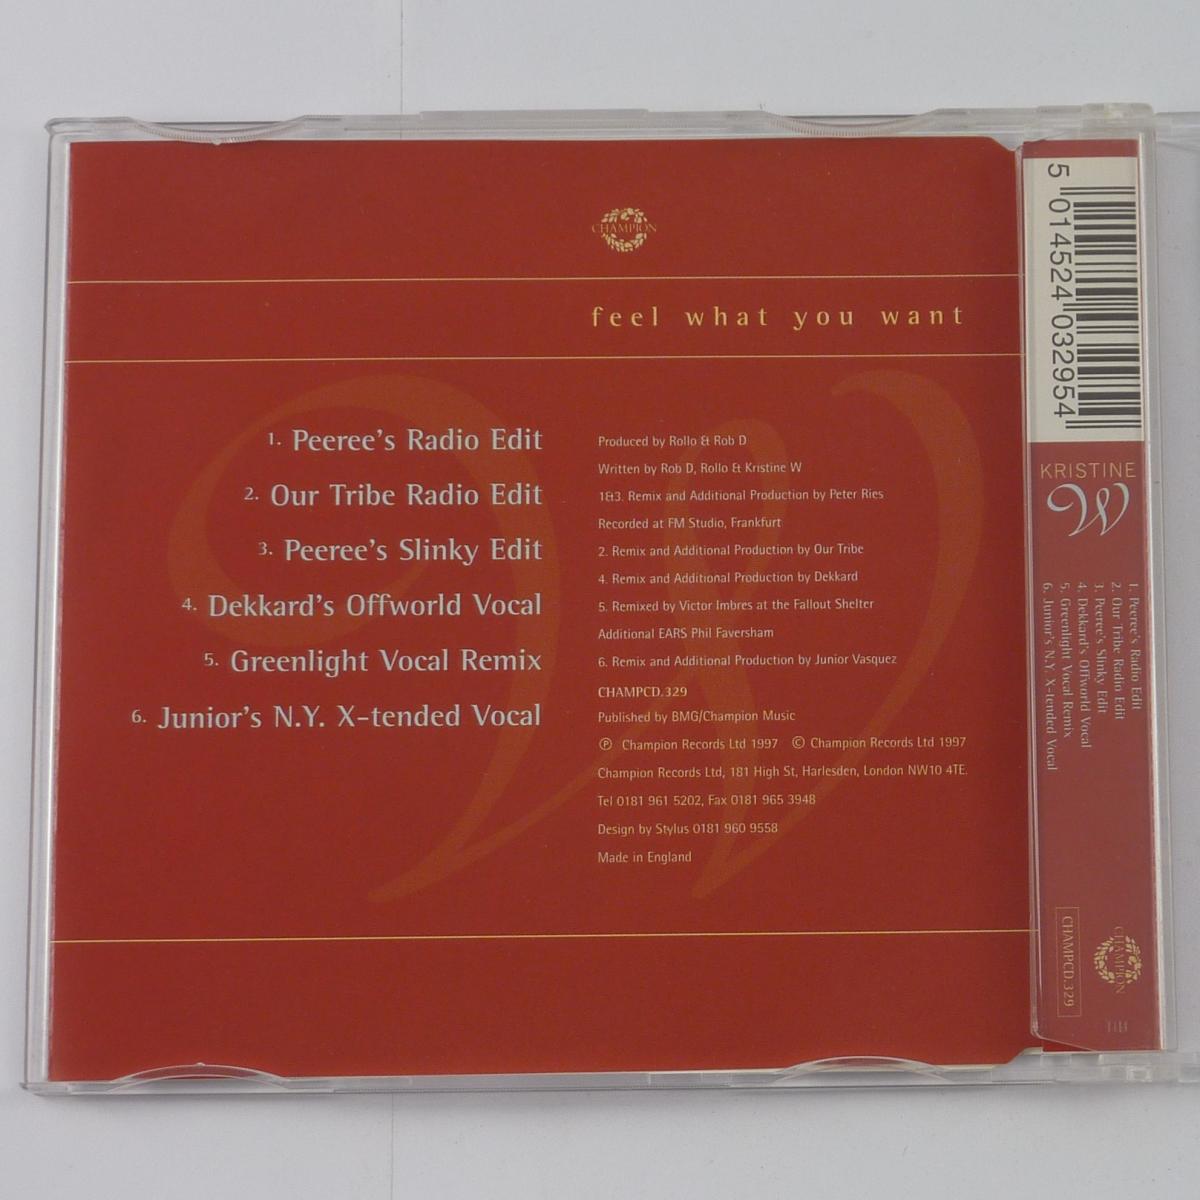 CHAMPION
feel what you want
1. Peeree's Radio Edit
2. Our Tribe Radio Edit
3. Peeree's Slinky Edit
4. Dekkard's Offworld Vocal
5. Greenlight Vocal Remix
6. Junior's N.Y. X-tended Vocal
Produced by Rollo & Rob D
Written by Rob D, Rollo & Kristine W
1&3. Remix and Additional Production by Peter Ries
Recorded at FM Studio, Frankfurt
2. Remix and Additional Production by Our Tribe
4. Remix and Additional Production by Dekkard
5. Remixed by Victor Imbres at the Fallout Shelter
Additional EARS Phil Faversham
6. Remix and Additional Production by Junior Vasquez
CHAMPCD.329
Published by BMG/Champion Music
℗ Champion Records Ltd 1997 © Champion Records Ltd 1997
Champion Records Ltd, 181 High St, Harlesden, London NW10 4TE.
Tel 0181 961 5202, Fax 0181 965 3948
Design by Stylus 0181 960 9558
Made in England
5 014524 032954
KRISTINE
W
1. Peeree's Radio Edit
2. Our Tribe Radio Edit
3. Peeree's Slinky Edit
4. Dekkard's Offworld Vocal
5. Greenlight Vocal Remix
6. Junior's N.Y. X-tended Vocal
CHAMPION
CHAMPCD.329